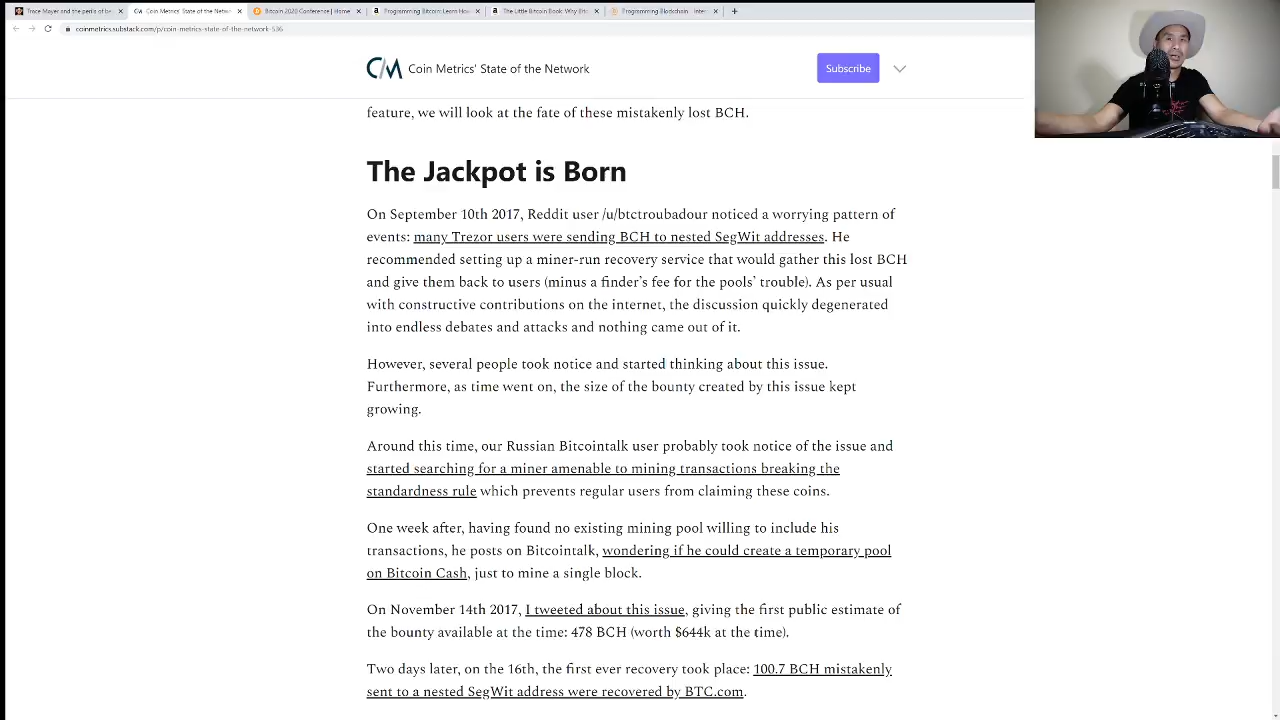 Trace Mayer and the perils of be
Coin Metrics' State of the Netwo
Bitcoin 2020 Conference | Home
Programming Bitcoin: Learn How
The Little Bitcoin Book: Why Bitc
Programming Blockchain - Inter
coinmetrics.substack.com/p/coin-metrics-state-of-the-network-536
CM Coin Metrics' State of the Network
Subscribe
feature, we will look at the fate of these mistakenly lost BCH.
The Jackpot is Born
On September 10th 2017, Reddit user /u/btctroubadour noticed a worrying pattern of
events: many Trezor users were sending BCH to nested SegWit addresses. He
recommended setting up a miner-run recovery service that would gather this lost BCH
and give them back to users (minus a finder's fee for the pools' trouble). As per usual
with constructive contributions on the internet, the discussion quickly degenerated
into endless debates and attacks and nothing came out of it.
However, several people took notice and started thinking about this issue.
Furthermore, as time went on, the size of the bounty created by this issue kept
growing.
Around this time, our Russian Bitcointalk user probably took notice of the issue and
started searching for a miner amenable to mining transactions breaking the
standardness rule which prevents regular users from claiming these coins.
One week after, having found no existing mining pool willing to include his
transactions, he posts on Bitcointalk, wondering if he could create a temporary pool
on Bitcoin Cash, just to mine a single block.
On November 14th 2017, I tweeted about this issue, giving the first public estimate of
the bounty available at the time: 478 BCH (worth $644k at the time).
Two days later, on the 16th, the first ever recovery took place: 100.7 BCH mistakenly
sent to a nested SegWit address were recovered by BTC.com.